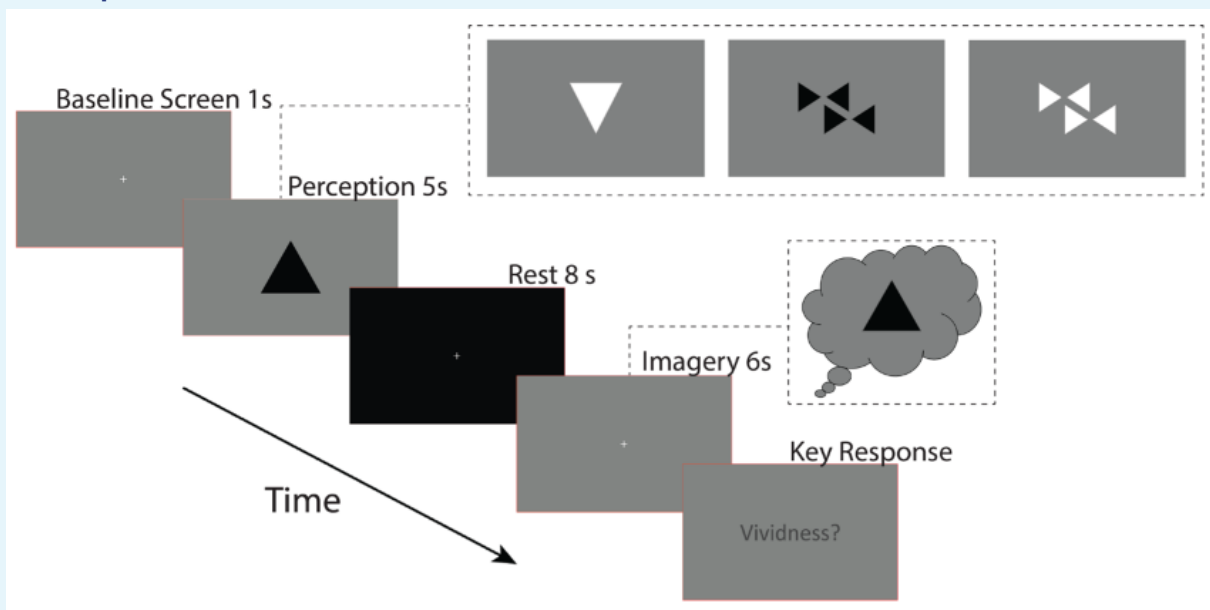 Baseline Screen 1s
Perception 5s
Rest 8 s
Imagery 6s
Key Response
Vividness?
Time